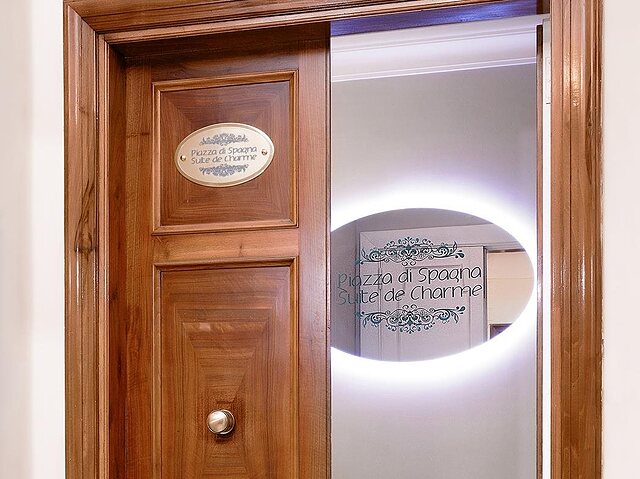 Piazza di Spagna
Suite de Charme
Piazza di Spagna
Suite de Charme